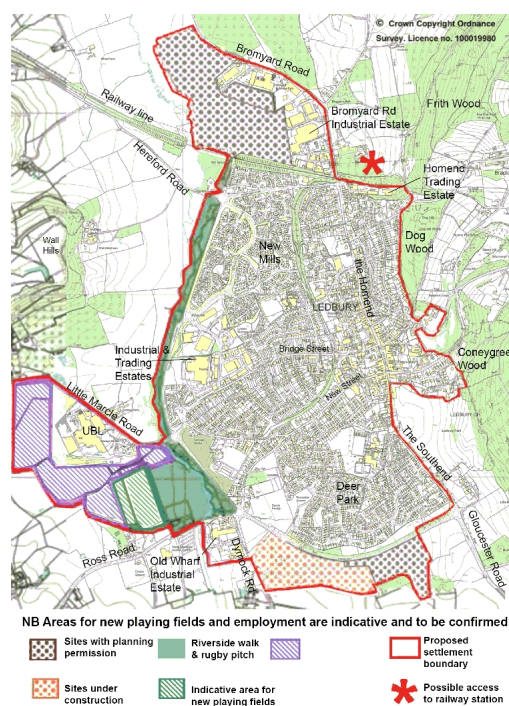 © Crown Copyright Ordnance
Survey. Licence no. 100019980
Bromyard Road
Railway line
Frith Wood
Bromyard Rd
Industrial Estate
Hereford Road
Homend
Trading
Estate
Wall
Hills
New
Mills
the Homend
Dog
Wood
LEDBURY
Industrial &
Trading
Estates
Bridge Street
Coneygree
Wood
New Street
Little Marcle Road
UBL
The Southend
Deer
Park
Gloucester Road
Ross Road
Old Wharf
Industrial
Estate
Dymock Rd
NB Areas for new playing fields and employment are indicative and to be confirmed
Sites with planning
permission
Riverside walk
& rugby pitch
Proposed
settlement
boundary
Sites under
construction
Indicative area for
new playing fields
Possible access
to railway station